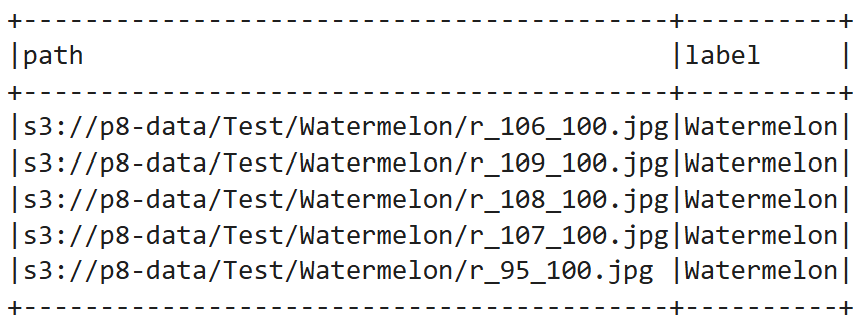 +------------------------------------------+----------+
|path                                      |label     |
+------------------------------------------+----------+
|s3://p8-data/Test/Watermelon/r_106_100.jpg|Watermelon|
|s3://p8-data/Test/Watermelon/r_109_100.jpg|Watermelon|
|s3://p8-data/Test/Watermelon/r_108_100.jpg|Watermelon|
|s3://p8-data/Test/Watermelon/r_107_100.jpg|Watermelon|
|s3://p8-data/Test/Watermelon/r_95_100.jpg |Watermelon|
+------------------------------------------+----------+